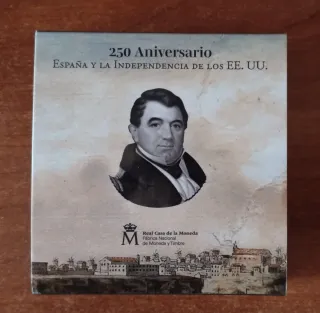 250 Aniversario
España y la Independencia de los EE. UU.
M
Real Casa de la Moneda
Fábrica Nacional
de Moneda y Timbre